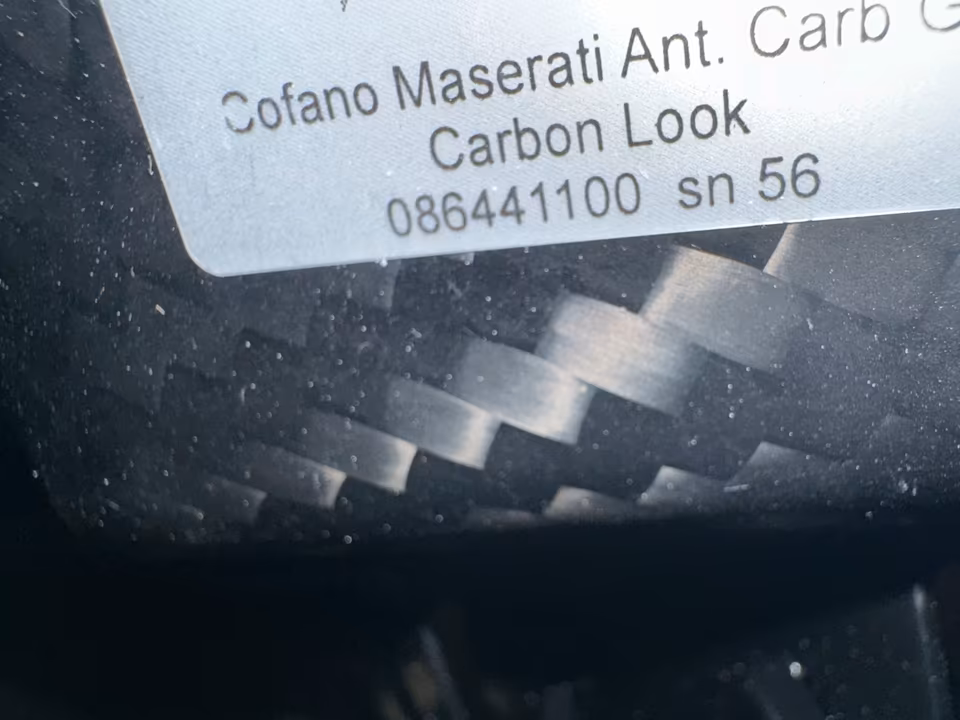 Cofano Maserati Ant. Carb G
Carbon Look
086441100 sn 56